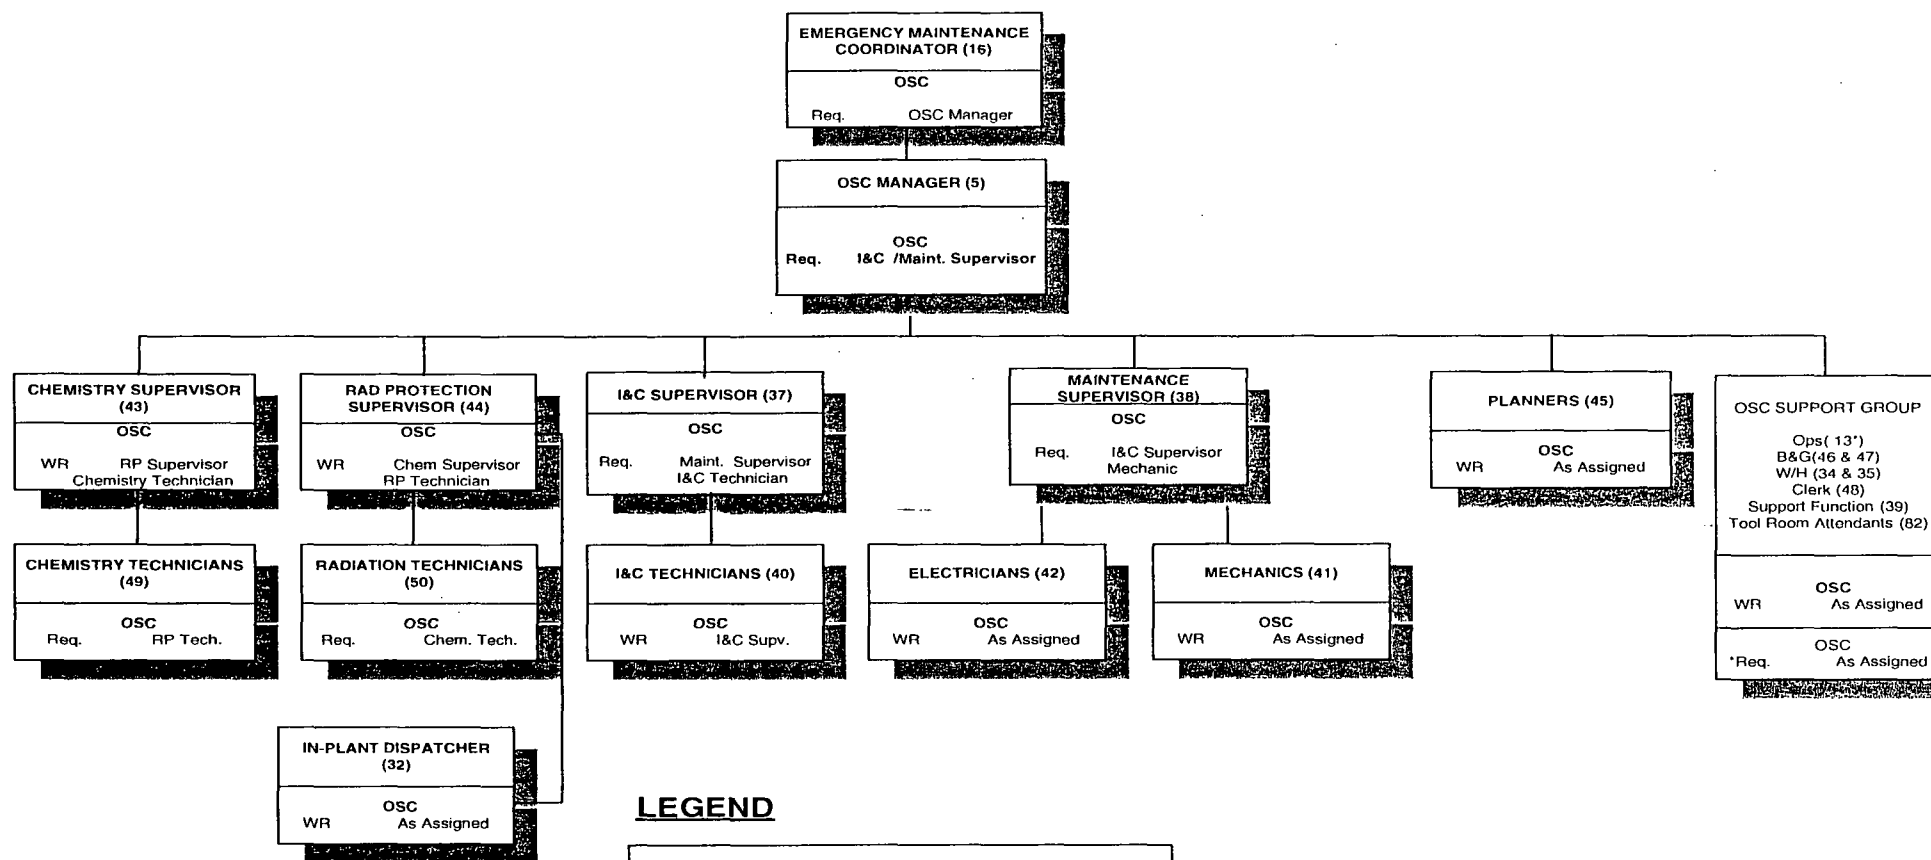 EMERGENCY MAINTENANCE
COORDINATOR (16)
OSC
Req. OSC Manager
OSC MANAGER (5)
OSC
Req. I&C /Maint. Supervisor
CHEMISTRY SUPERVISOR
(43)
OSC
WR RP Supervisor
Chemistry Technician
RAD PROTECTION
SUPERVISOR (44)
OSC
WR Chem Supervisor
RP Technician
I&C SUPERVISOR (37)
OSC
Req. Maint. Supervisor
I&C Technician
MAINTENANCE
SUPERVISOR (38)
OSC
Req. I&C Supervisor
Mechanic
PLANNERS (45)
OSC
WR As Assigned
OSC SUPPORT GROUP
Ops( 13*)
B&G(46 & 47)
W/H (34 & 35)
Clerk (48)
Support Function (39)
Tool Room Attendants (82)
OSC
WR As Assigned
OSC
*Req. As Assigned
CHEMISTRY TECHNICIANS
(49)
OSC
Req. RP Tech.
RADIATION TECHNICIANS
(50)
OSC
Req. Chem. Tech.
I&C TECHNICIANS (40)
OSC
WR I&C Supv.
ELECTRICIANS (42)
OSC
WR As Assigned
MECHANICS (41)
OSC
WR As Assigned
IN-PLANT DISPATCHER
(32)
OSC
WR As Assigned
LEGEND